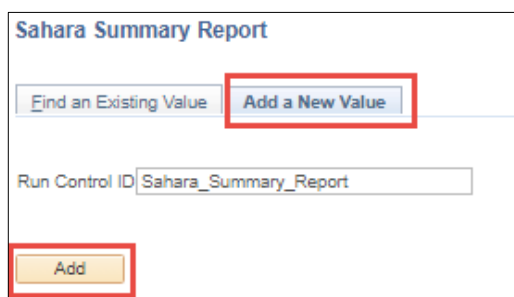 Sahara Summary Report
Find an Existing Value Add a New Value
Run Control ID Sahara_Summary_Report
Add